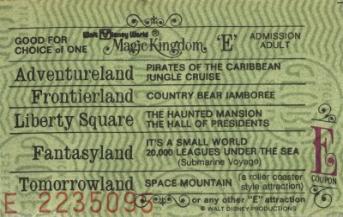 Walt Disney World ®
GOOD FOR
CHOICE of ONE
Magic Kingdom
'E'
ADMISSION
ADULT
Adventureland
PIRATES OF THE CARIBBEAN
JUNGLE CRUISE
Frontierland
COUNTRY BEAR JAMBOREE
Liberty Square
THE HAUNTED MANSION
THE HALL OF PRESIDENTS
Fantasyland
IT'S A SMALL WORLD
20,000 LEAGUES UNDER THE SEA
(Submarine Voyage)
Tomorrowland
SPACE MOUNTAIN
(a roller coaster
style attraction)
or any other "E" attraction
© WALT DISNEY PRODUCTIONS
E
COUPON
E 2235095